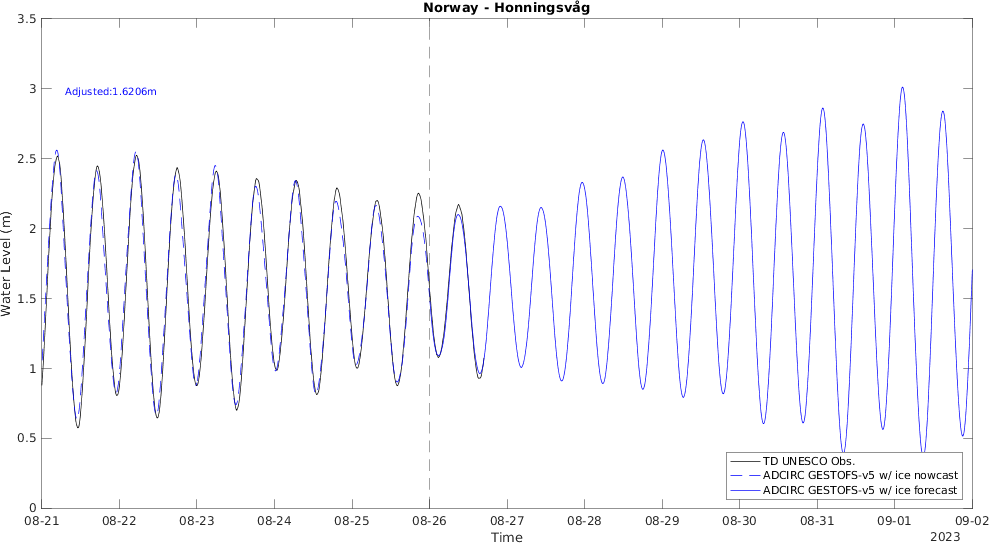 Norway - Honningsvåg
Adjusted:1.6206m
3.5
3
2.5
2
1.5
1
0.5
0
Water Level (m)
TD UNESCO Obs.
ADCIRC GESTOFS-v5 w/ ice nowcast
ADCIRC GESTOFS-v5 w/ ice forecast
08-21 08-22 08-23 08-24 08-25 08-26 08-27 08-28 08-29 08-30 08-31 09-01 09-02
Time
2023